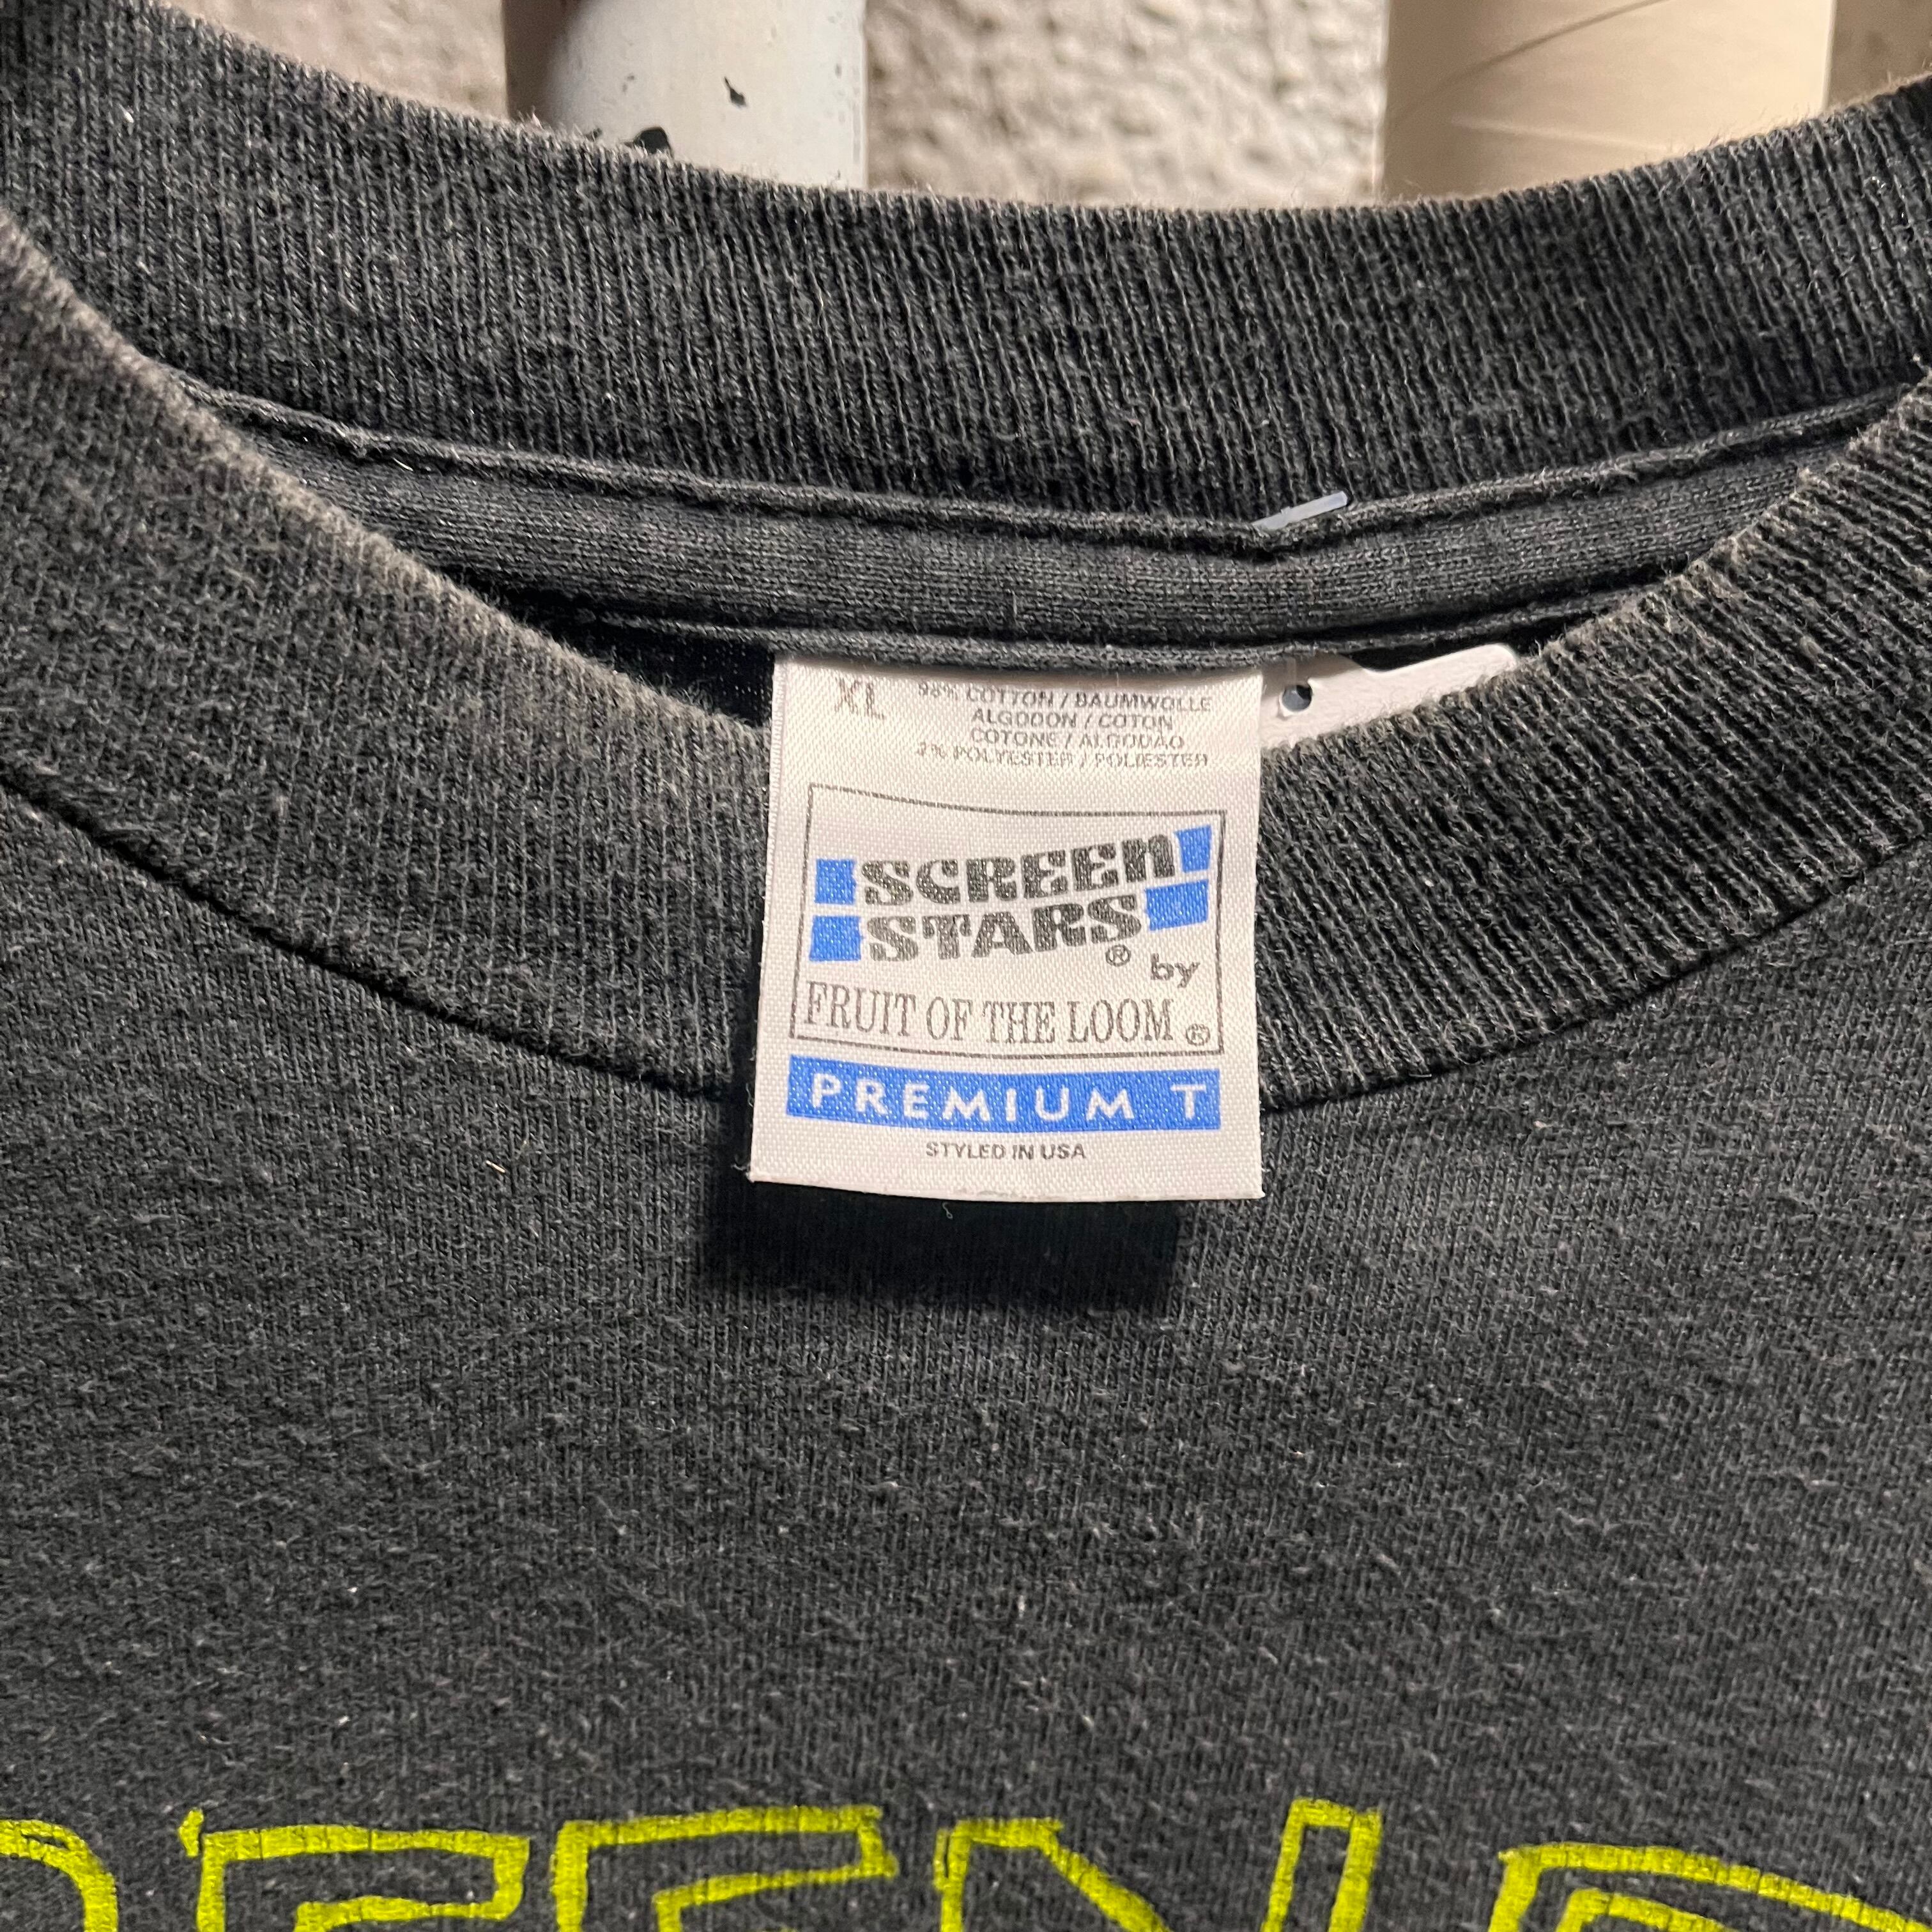 XL
98% COTTON / BAUMWOLLE
ALGODON / COTON
COTONE / ALGODAO
2% POLYESTER / POLIESTER
SCREEN
STARS® by
FRUIT OF THE LOOM®
PREMIUM T
STYLED IN USA